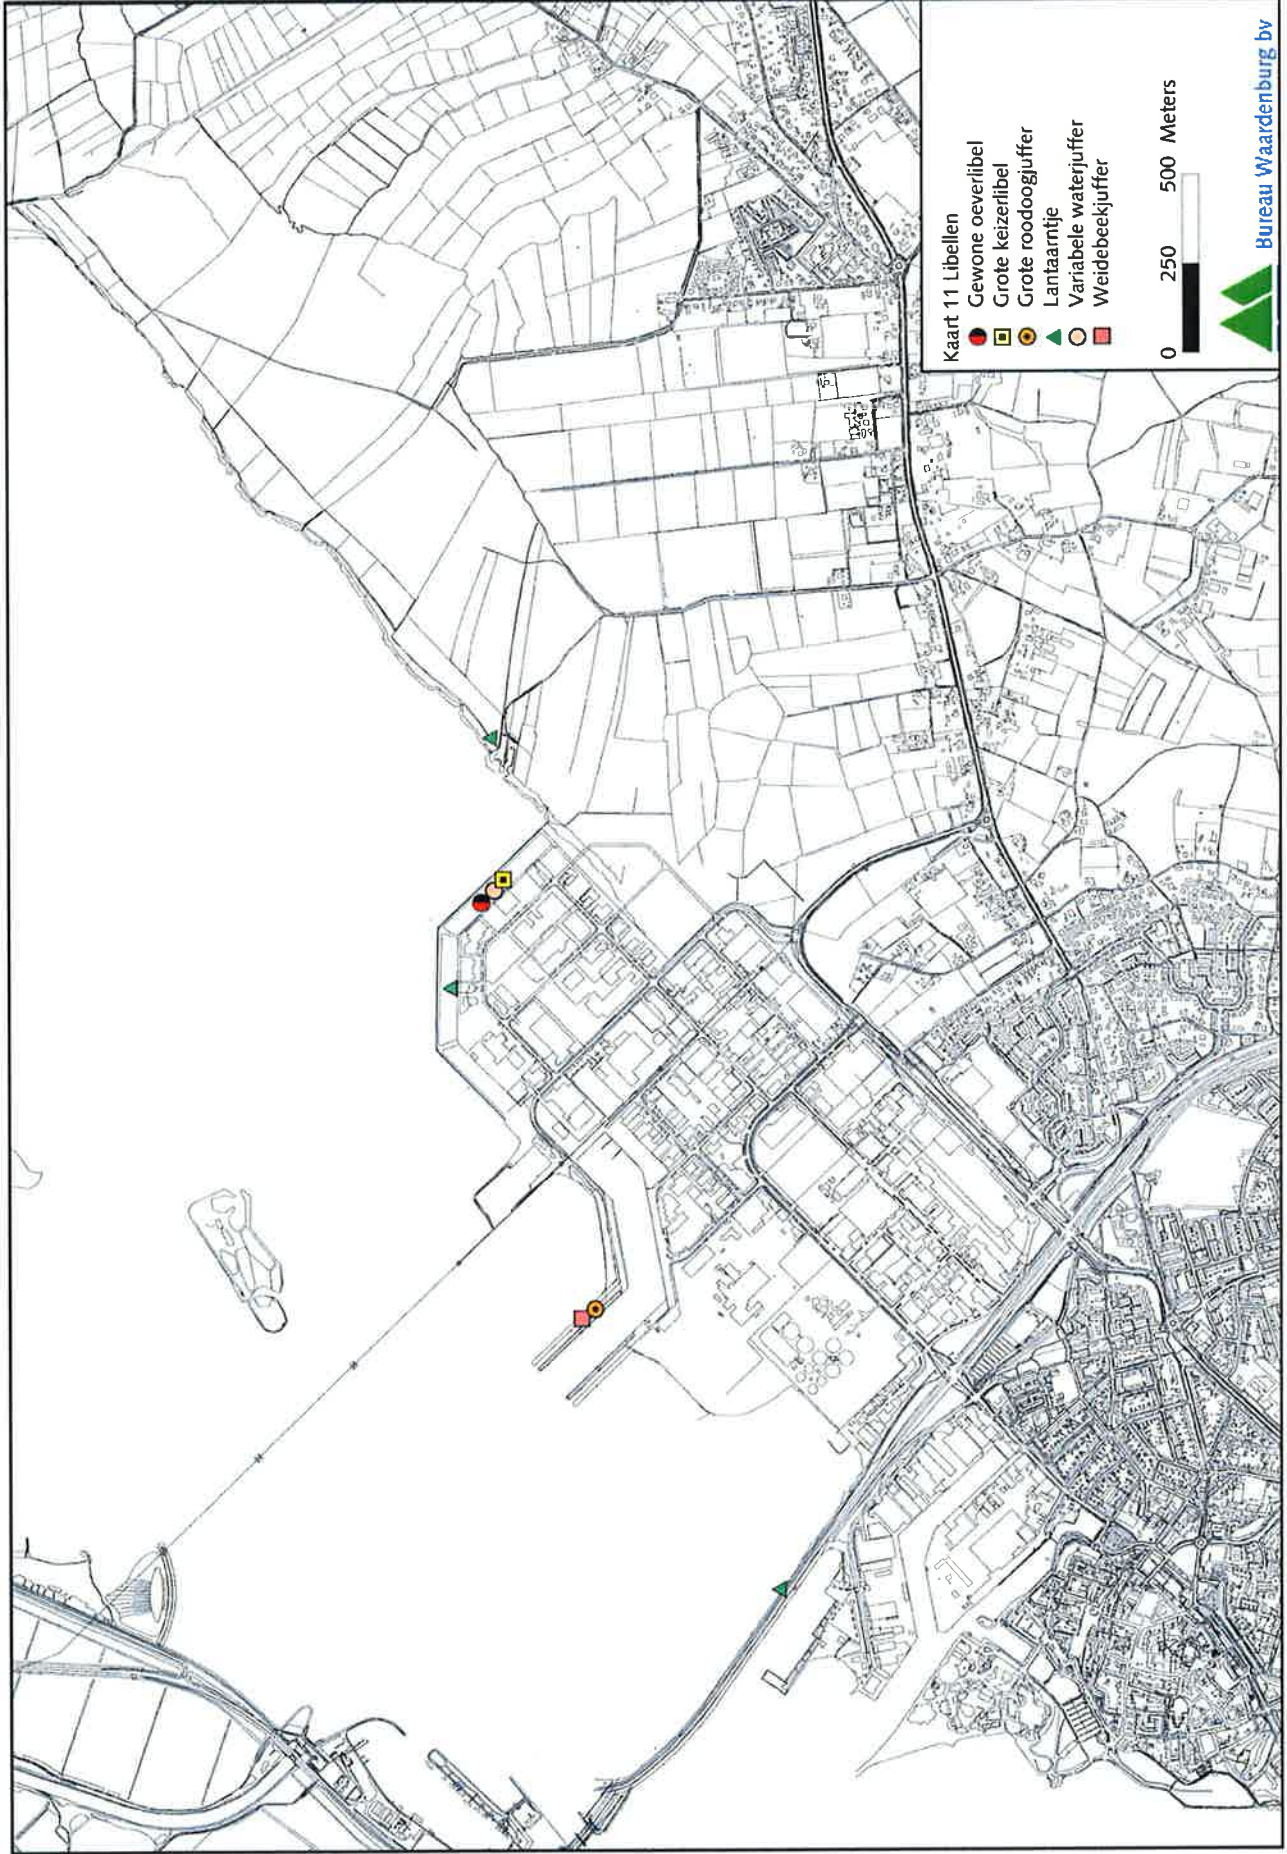 Kaart 11 Libellen
Gewone oeverlibel
Grote keizerlibel
Grote roodoogjuffer
Lantaarntje
Variabele waterjuffer
Weidebeekjuffer
0 250 500 Meters
Bureau Waardenburg bv